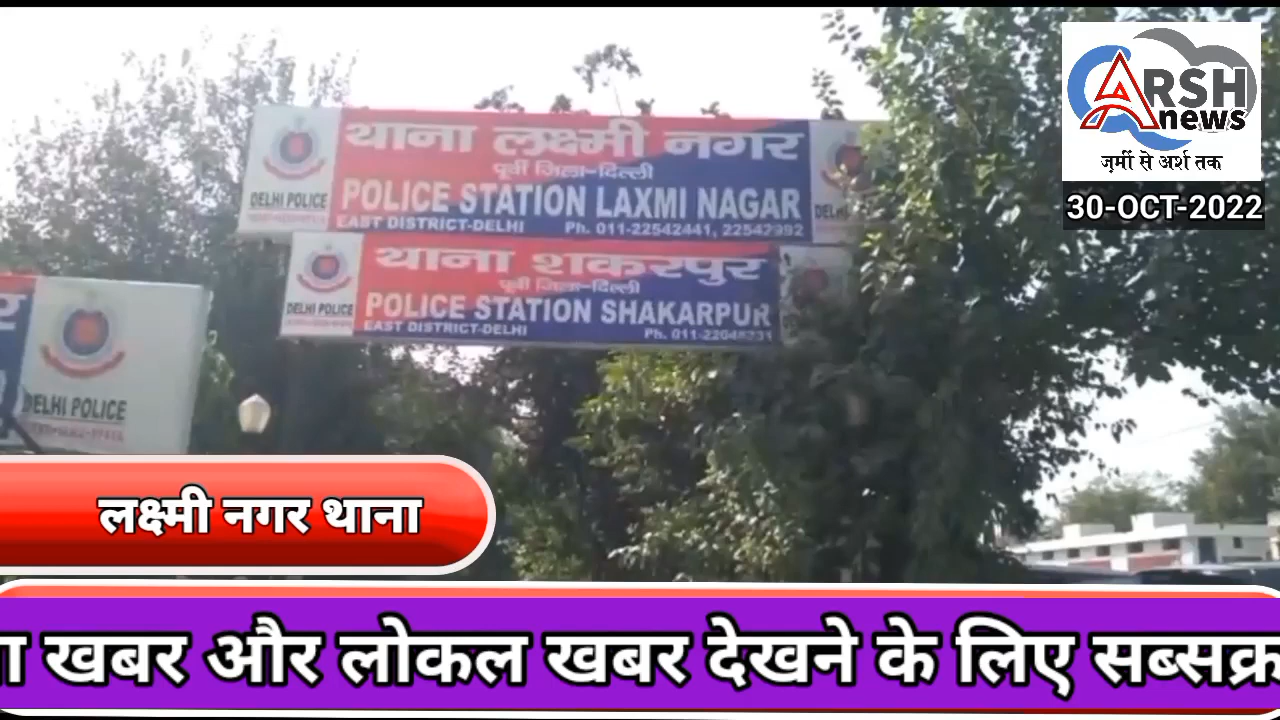 ARSH
news
ज़मीं से अर्श तक
30-OCT-2022
थाना लक्ष्मी नगर
पूर्वी जिला-दिल्ली
POLICE STATION LAXMI NAGAR
EAST DISTRICT-DELHI Ph. 011-22542441, 22542992
DELHI POLICE
थाना शकरपुर
पूर्वी जिला-दिल्ली
POLICE STATION SHAKARPUR
EAST DISTRICT-DELHI Ph.
DELHI POLICE
DELHI POLICE
लक्ष्मी नगर थाना
खबर और लोकल खबर देखने के लिए सब्सक्र